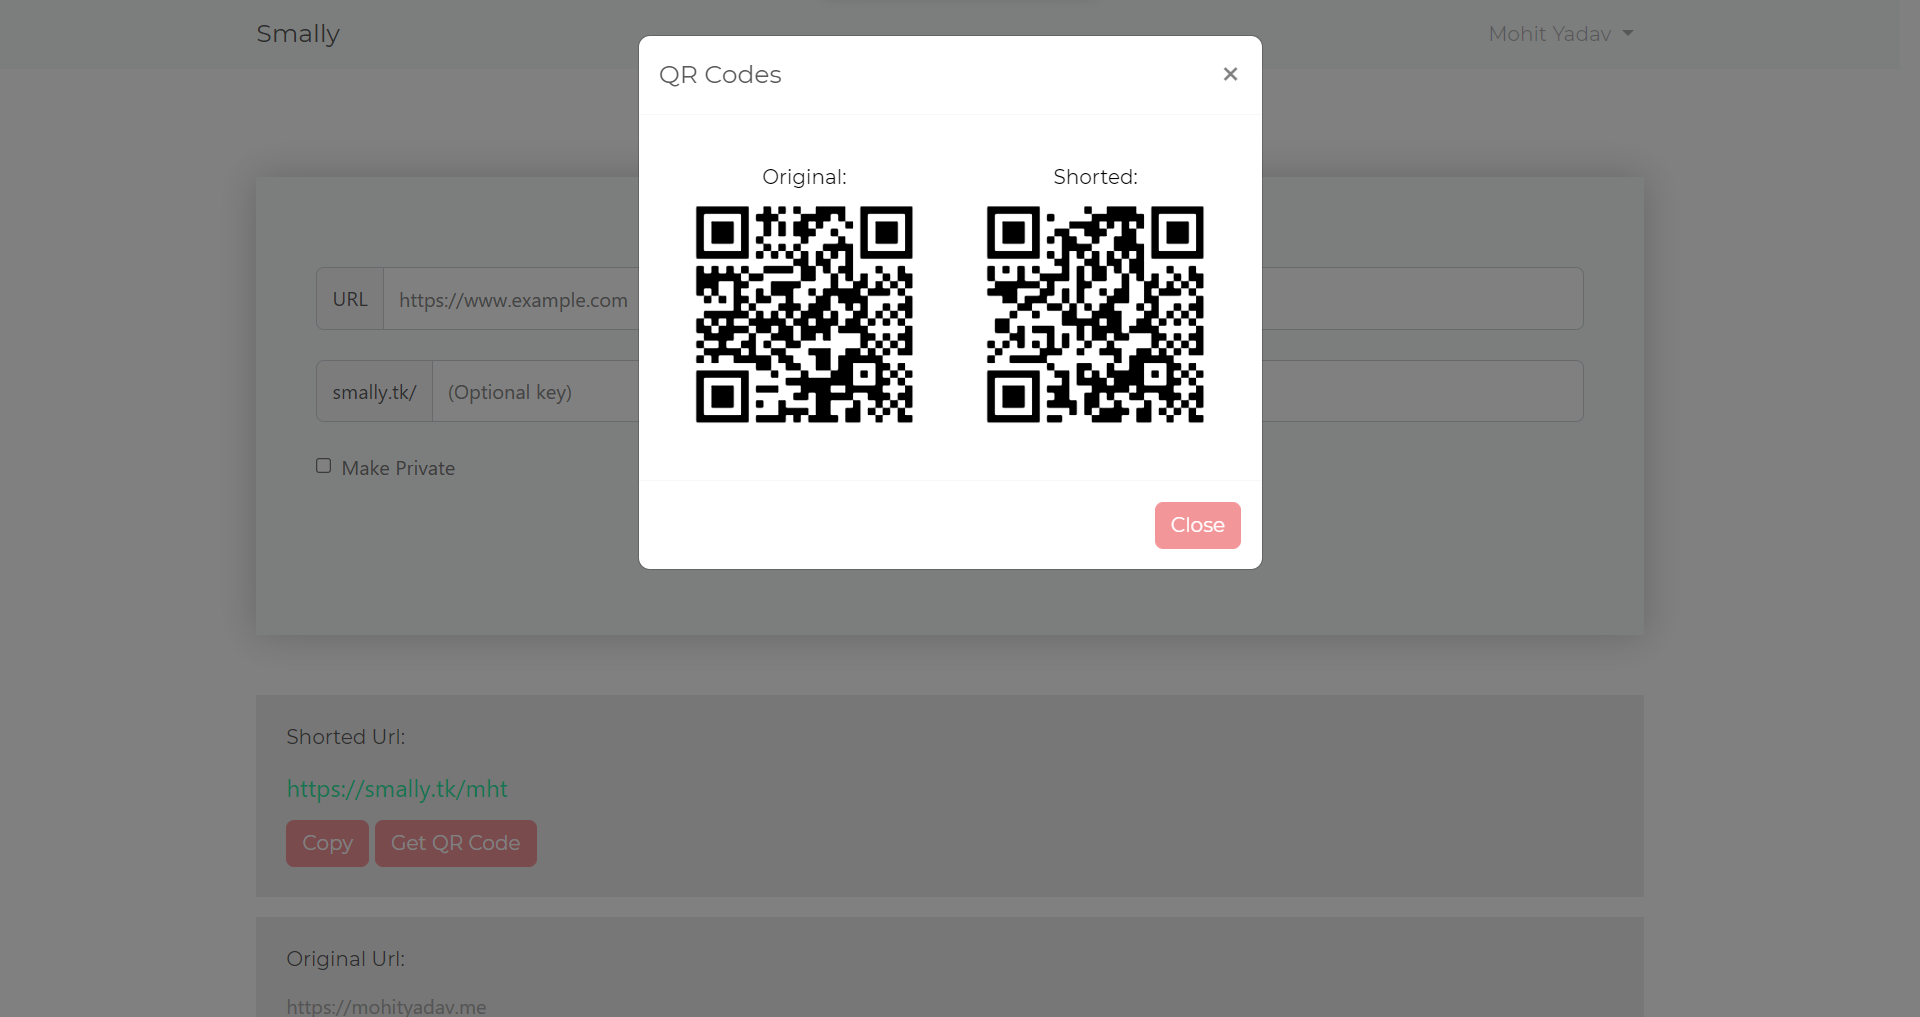 Smally
Mohit Yadav
QR Codes
×
Original:
Shorted:
URL
https://www.example.com
smally.tk/
(Optional key)
Make Private
Close
Shorted Url:
https://smally.tk/mht
Copy
Get QR Code
Original Url:
https://mohityadav.me